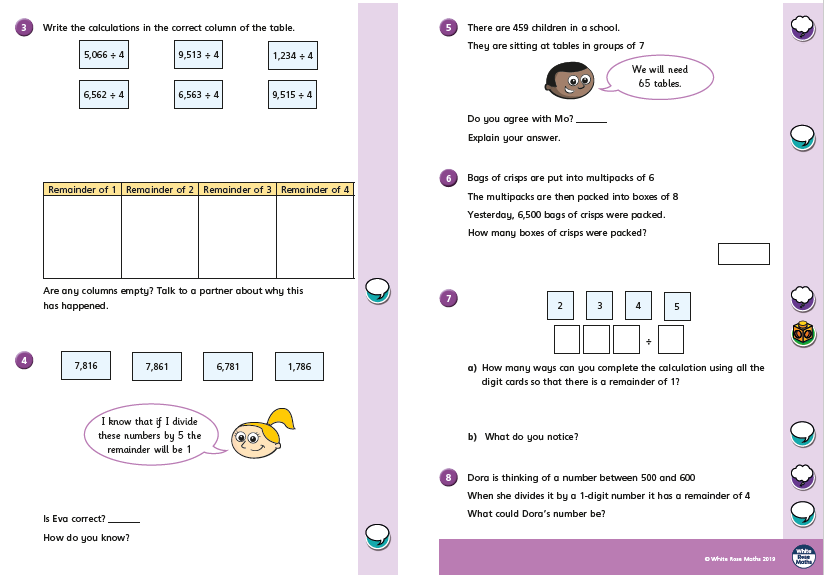 3 Write the calculations in the correct column of the table.
5,066 ÷ 4 9,513 ÷ 4 1,234 ÷ 4
6,562 ÷ 4 6,563 ÷ 4 9,515 ÷ 4
Remainder of 1 Remainder of 2 Remainder of 3 Remainder of 4
Are any columns empty? Talk to a partner about why this
has happened.
4 7,816 7,861 6,781 1,786
I know that if I divide
these numbers by 5 the
remainder will be 1
Is Eva correct? ______
How do you know?
5 There are 459 children in a school.
They are sitting at tables in groups of 7
We will need
65 tables.
Do you agree with Mo? ______
Explain your answer.
6 Bags of crisps are put into multipacks of 6
The multipacks are then packed into boxes of 8
Yesterday, 6,500 bags of crisps were packed.
How many boxes of crisps were packed?
7 2 3 4 5
÷
a) How many ways can you complete the calculation using all the
digit cards so that there is a remainder of 1?
b) What do you notice?
8 Dora is thinking of a number between 500 and 600
When she divides it by a 1-digit number it has a remainder of 4
What could Dora's number be?
© White Rose Maths 2019
White
Rose
Maths